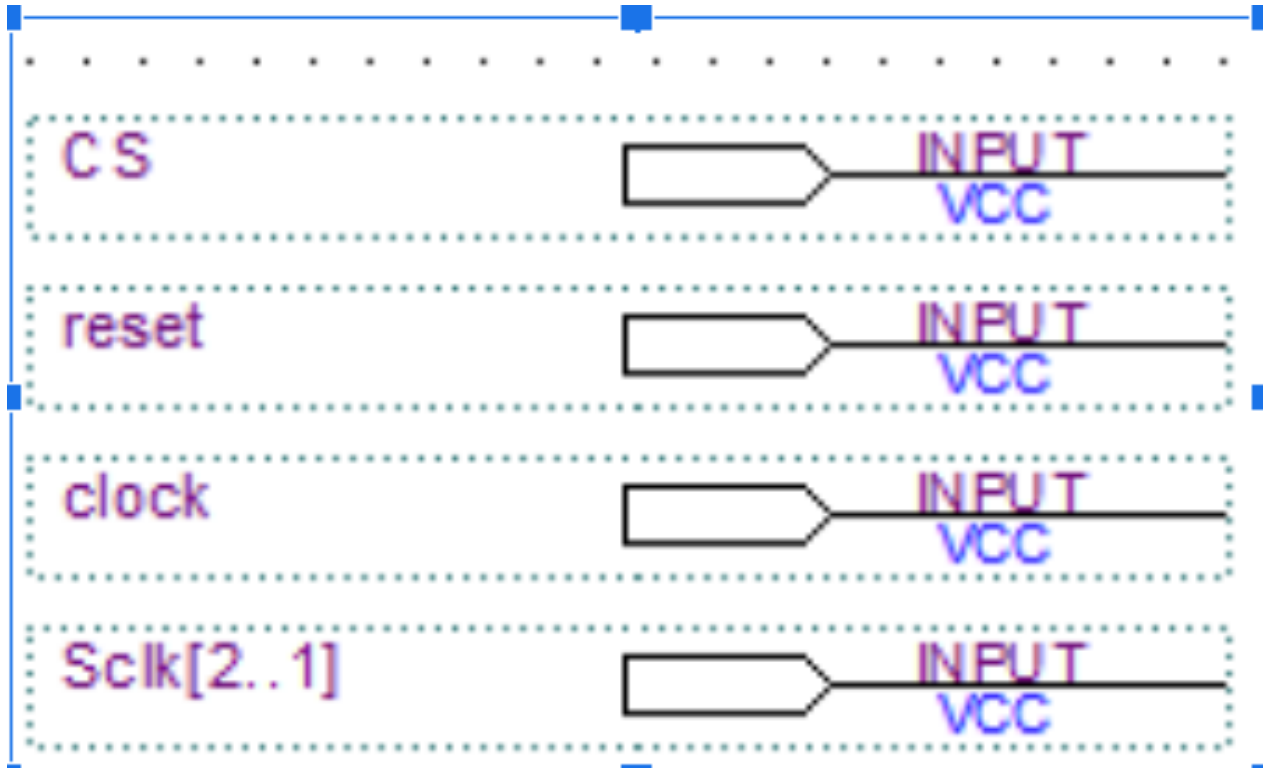 CS INPUT
VCC
reset INPUT
VCC
clock INPUT
VCC
Sclk[2..1] INPUT
VCC